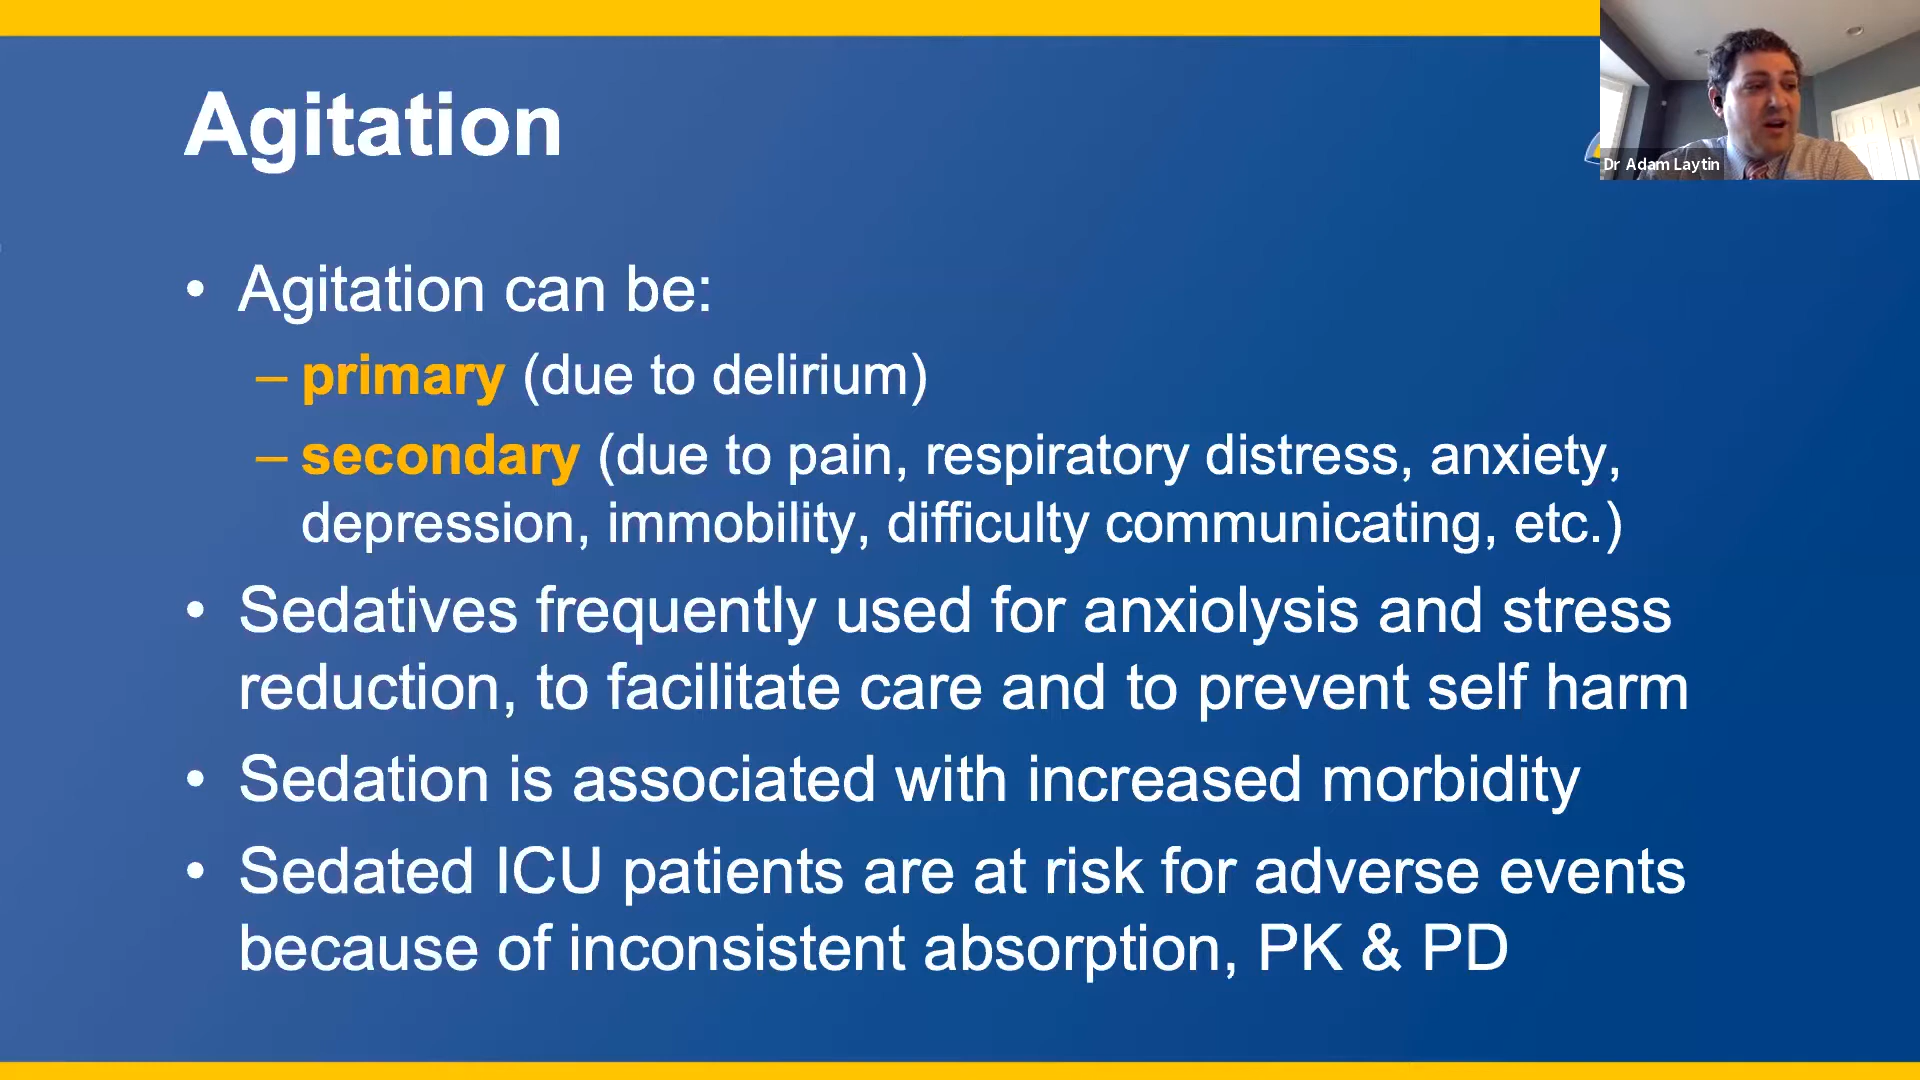 Agitation
Dr Adam Laytin
• Agitation can be:
– primary (due to delirium)
– secondary (due to pain, respiratory distress, anxiety,
depression, immobility, difficulty communicating, etc.)
• Sedatives frequently used for anxiolysis and stress
reduction, to facilitate care and to prevent self harm
• Sedation is associated with increased morbidity
• Sedated ICU patients are at risk for adverse events
because of inconsistent absorption, PK & PD